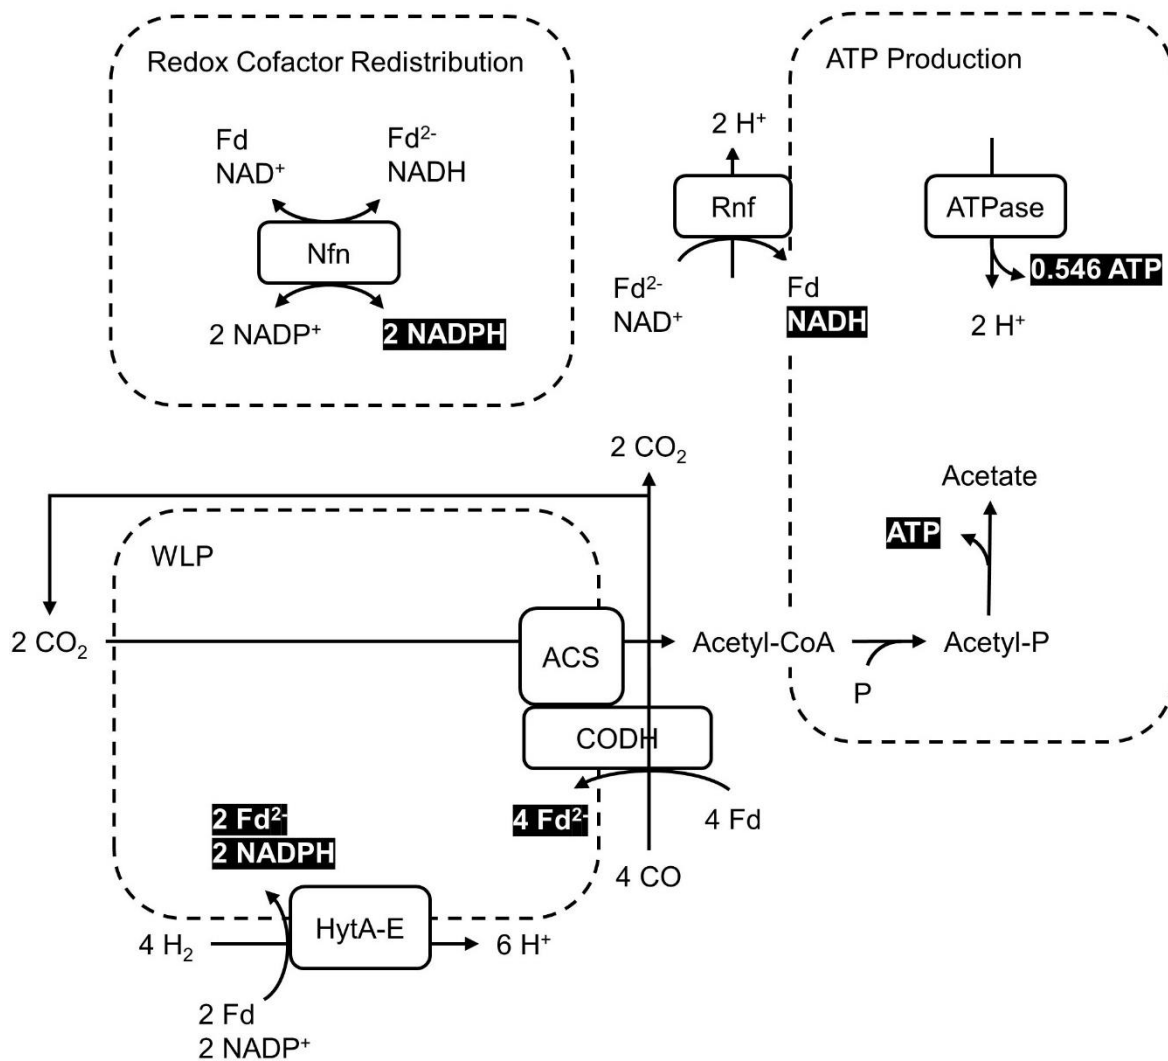 Redox Cofactor Redistribution
Fd
NAD⁺
Fd²⁻
NADH
Nfn
2 NADP⁺
2 NADPH
2 H⁺
Rnf
Fd²⁻
NAD⁺
Fd
NADH
ATP Production
ATPase
0.546 ATP
2 H⁺
2 CO₂
WLP
2 CO₂
ACS
Acetyl-CoA
P
Acetyl-P
ATP
Acetate
CODH
4 Fd²⁻
4 Fd
4 CO
2 Fd²⁻
2 NADPH
HytA-E
4 H₂
6 H⁺
2 Fd
2 NADP⁺